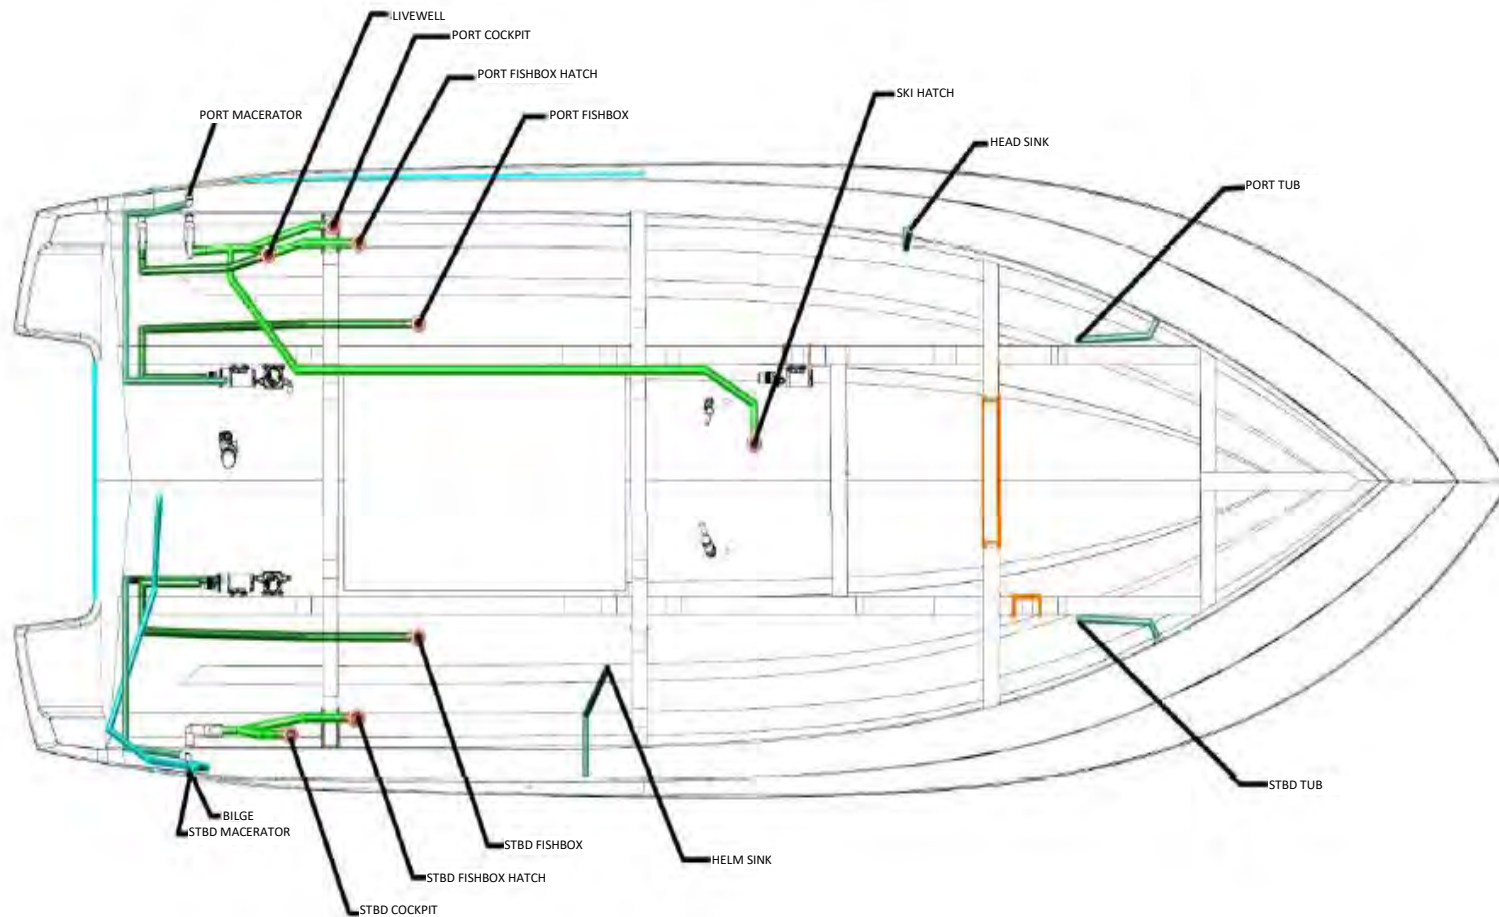 LIVEWELL
PORT COCKPIT
PORT FISHBOX HATCH
SKI HATCH
PORT MACERATOR
PORT FISHBOX
HEAD SINK
PORT TUB
STBD TUB
BILGE
STBD MACERATOR
STBD FISHBOX
HELM SINK
STBD FISHBOX HATCH
STBD COCKPIT